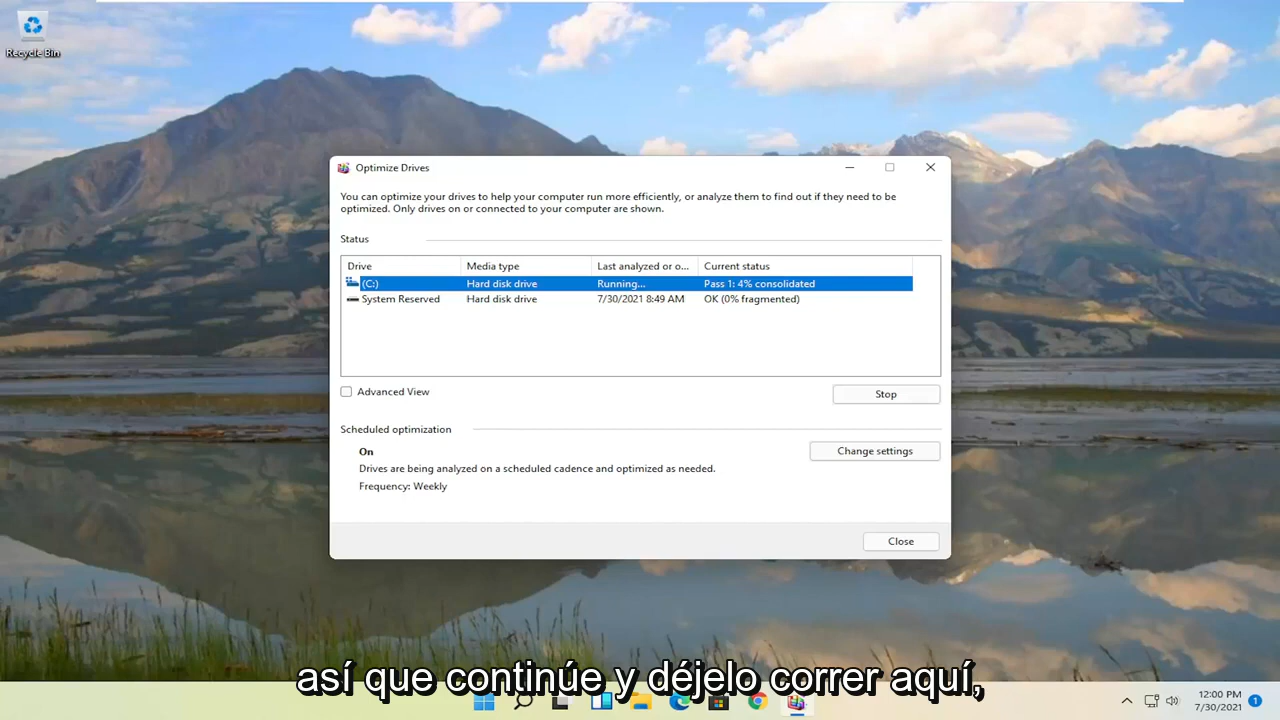 Recycle Bin
Optimize Drives
You can optimize your drives to help your computer run more efficiently, or analyze them to find out if they need to be
optimized. Only drives on or connected to your computer are shown.
Status
Drive Media type Last analyzed or o... Current status
(C:) Hard disk drive Running... Pass 1: 4% consolidated
System Reserved Hard disk drive 7/30/2021 8:49 AM OK (0% fragmented)
Advanced View
Stop
Scheduled optimization
On
Change settings
Drives are being analyzed on a scheduled cadence and optimized as needed.
Frequency: Weekly
Close
así que continúe y déjelo correr aquí,
12:00 PM
7/30/2021
1